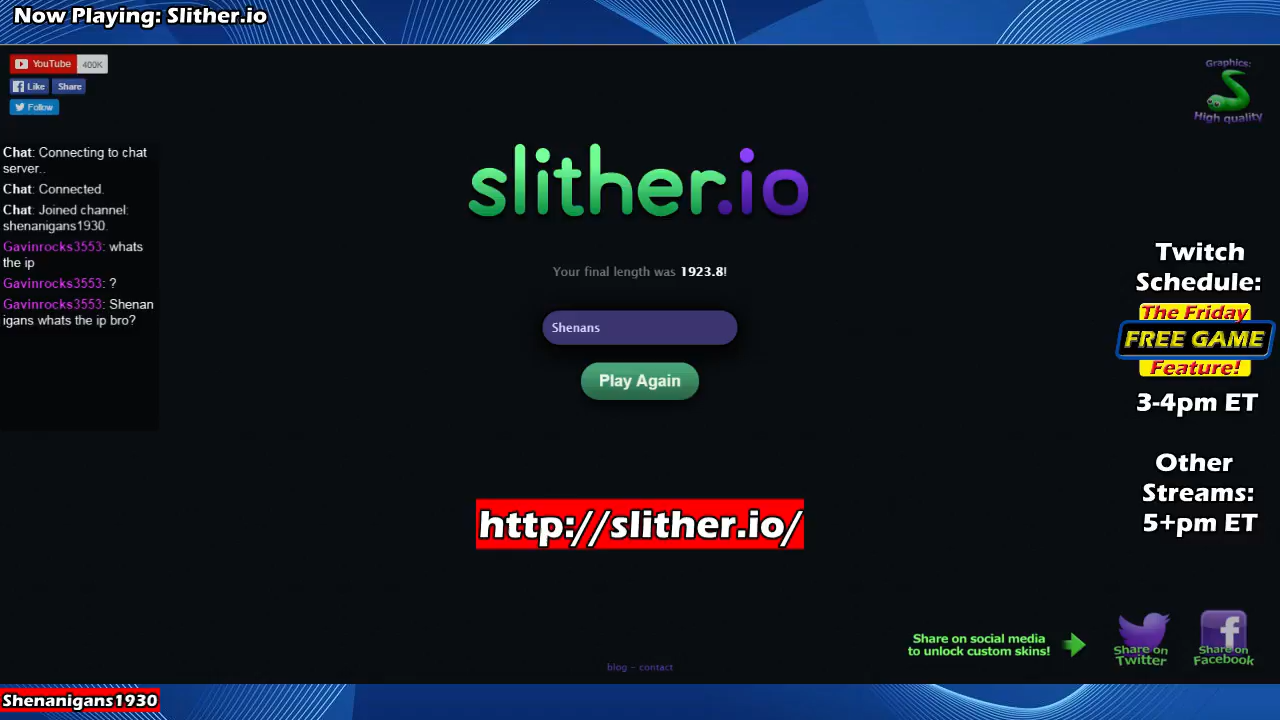 Now Playing: Slither.io
YouTube 400K
Like Share
Follow
Graphics:
High quality
Chat: Connecting to chat
server..
Chat: Connected.
Chat: Joined channel:
shenanigans1930.
Gavinrocks3553: whats
the ip
Gavinrocks3553: ?
Gavinrocks3553: Shenan
igans whats the ip bro?
slither.io
Your final length was 1923.8!
Shenans
Play Again
http://slither.io/
Twitch
Schedule:
The Friday
FREE GAME
Feature!
3-4pm ET
Other
Streams:
5+pm ET
Share on social media
to unlock custom skins!
Share on
Twitter
Share on
Facebook
blog - contact
Shenanigans1930